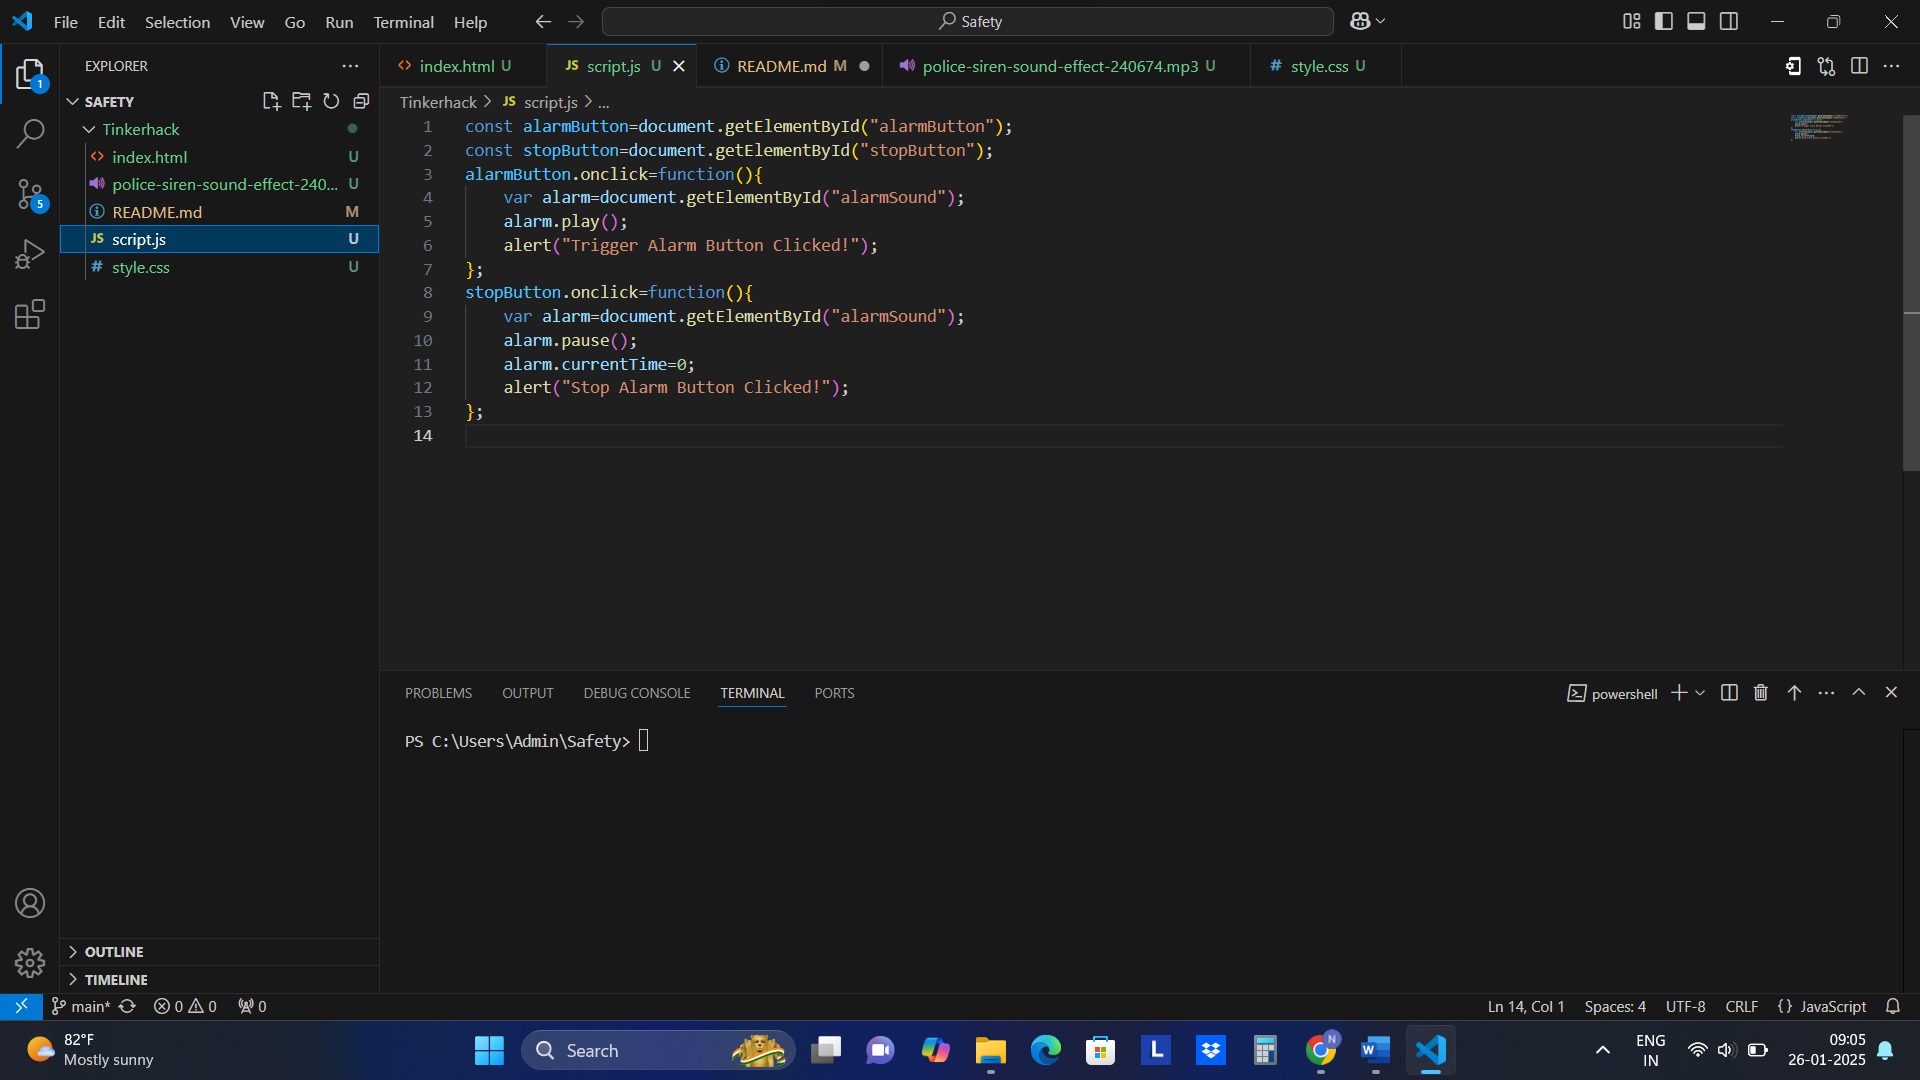 File Edit Selection View Go Run Terminal Help
Safety
EXPLORER
SAFETY
Tinkerhack
index.html U
police-siren-sound-effect-240... U
README.md M
JS script.js U
# style.css U
OUTLINE
TIMELINE
1
5
index.html U
JS script.js U
README.md M
police-siren-sound-effect-240674.mp3 U
# style.css U
Tinkerhack > JS script.js > ...
1 const alarmButton=document.getElementById("alarmButton");
2 const stopButton=document.getElementById("stopButton");
3 alarmButton.onclick=function(){
4 var alarm=document.getElementById("alarmSound");
5 alarm.play();
6 alert("Trigger Alarm Button Clicked!");
7 };
8 stopButton.onclick=function(){
9 var alarm=document.getElementById("alarmSound");
10 alarm.pause();
11 alarm.currentTime=0;
12 alert("Stop Alarm Button Clicked!");
13 };
14
PROBLEMS OUTPUT DEBUG CONSOLE TERMINAL PORTS
powershell
PS C:\Users\Admin\Safety>
main* 0 0 0
Ln 14, Col 1 Spaces: 4 UTF-8 CRLF {} JavaScript
82°F
Mostly sunny
Search
L
N
W
ENG
IN
09:05
26-01-2025